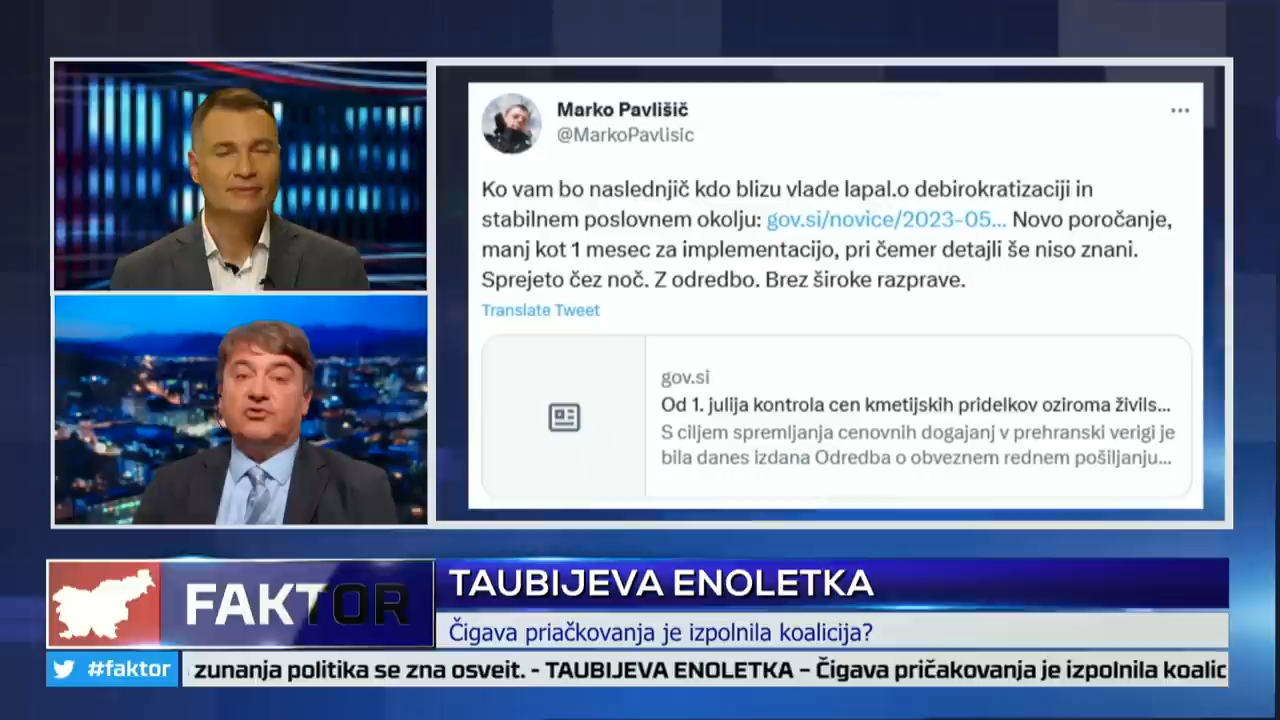 Marko Pavlišič
@MarkoPavlisic
Ko vam bo naslednjič kdo blizu vlade lapal.o debirokratizaciji in
stabilnem poslovnem okolju: gov.si/novice/2023-05... Novo poročanje,
manj kot 1 mesec za implementacijo, pri čemer detajli še niso znani.
Sprejeto čez noč. Z odredbo. Brez široke razprave.
Translate Tweet
gov.si
Od 1. julija kontrola cen kmetijskih pridelkov oziroma živils...
S ciljem spremljanja cenovnih dogajanj v prehranski verigi je
bila danes izdana Odredba o obveznem rednem pošiljanju...
FAKTOR
TAUBIJEVA ENOLETKA
Čigava priačkovanja je izpolnila koalicija?
#faktor
zunanja politika se zna osveit. - TAUBIJEVA ENOLETKA – Čigava pričakovanja je izpolnila koalic